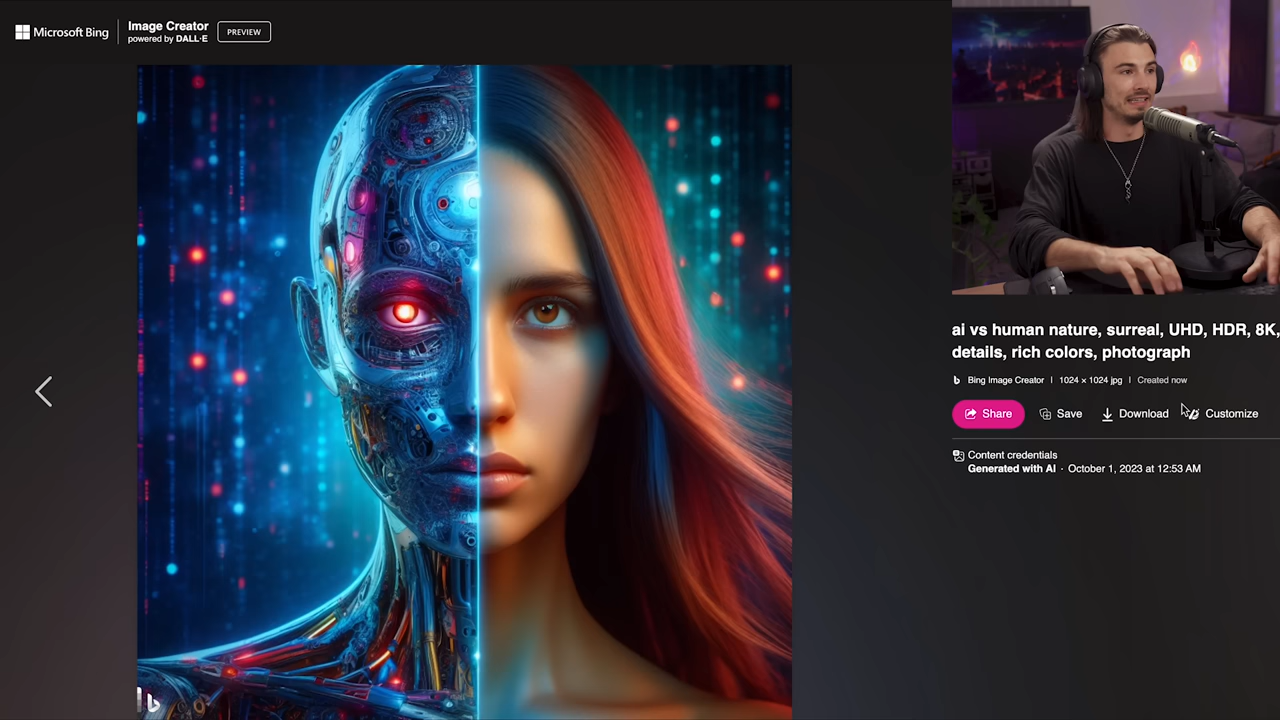 Microsoft Bing
Image Creator
powered by DALL·E
PREVIEW
ai vs human nature, surreal, UHD, HDR, 8K,
details, rich colors, photograph
Bing Image Creator | 1024 × 1024 jpg | Created now
Share
Save
Download
Customize
Content credentials
Generated with AI · October 1, 2023 at 12:53 AM